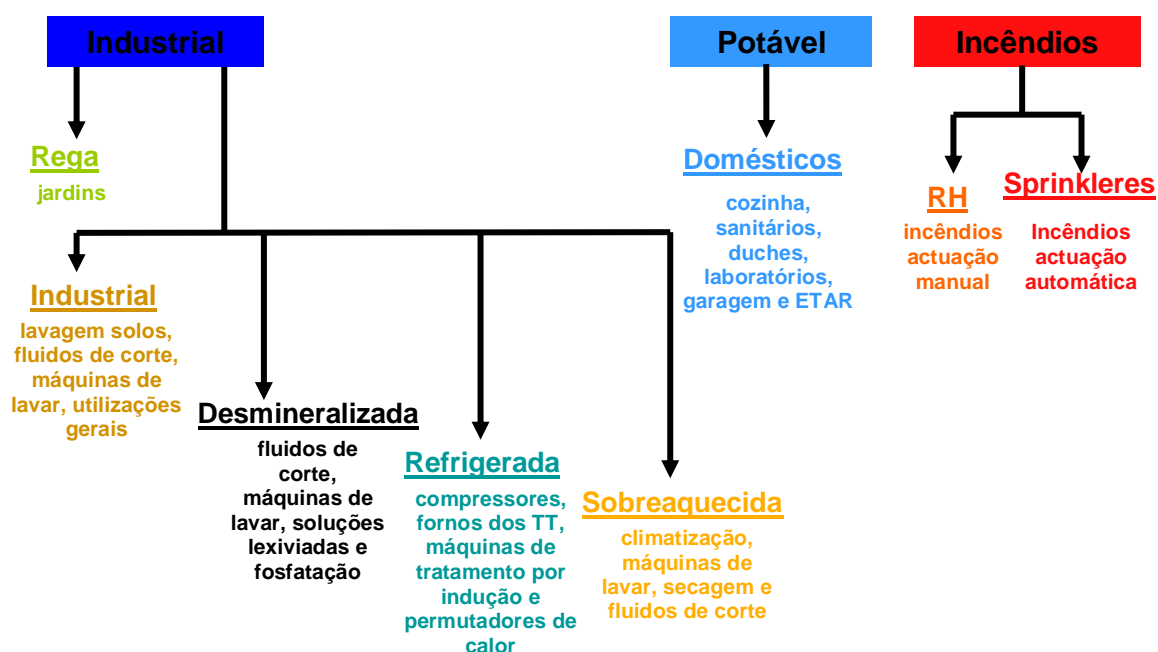 Industrial
Potável
Incêndios
Rega
jardins
Domésticos
cozinha,
sanitários,
duches,
laboratórios,
garagem e ETAR
RH
incêndios
actuação
manual
Sprinkleres
Incêndios
actuação
automática
Industrial
lavagem solos,
fluidos de corte,
máquinas de
lavar, utilizações
gerais
Desmineralizada
fluidos de
corte,
máquinas de
lavar, soluções
lexiviadas e
fosfatação
Refrigerada
compressores,
fornos dos TT,
máquinas de
tratamento por
indução e
permutadores de
calor
Sobreaquecida
climatização,
máquinas de
lavar, secagem e
fluidos de corte